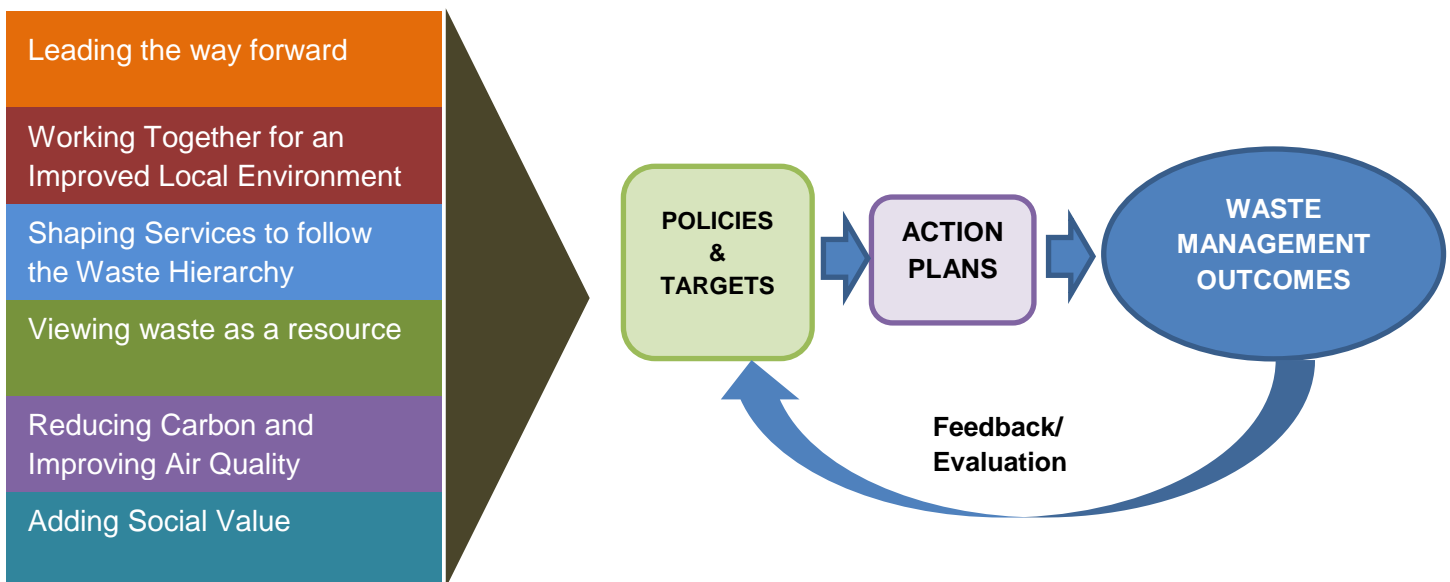 Leading the way forward
Working Together for an
Improved Local Environment
Shaping Services to follow
the Waste Hierarchy
Viewing waste as a resource
Reducing Carbon and
Improving Air Quality
Adding Social Value
POLICIES
&
TARGETS
ACTION
PLANS
WASTE
MANAGEMENT
OUTCOMES
Feedback/
Evaluation